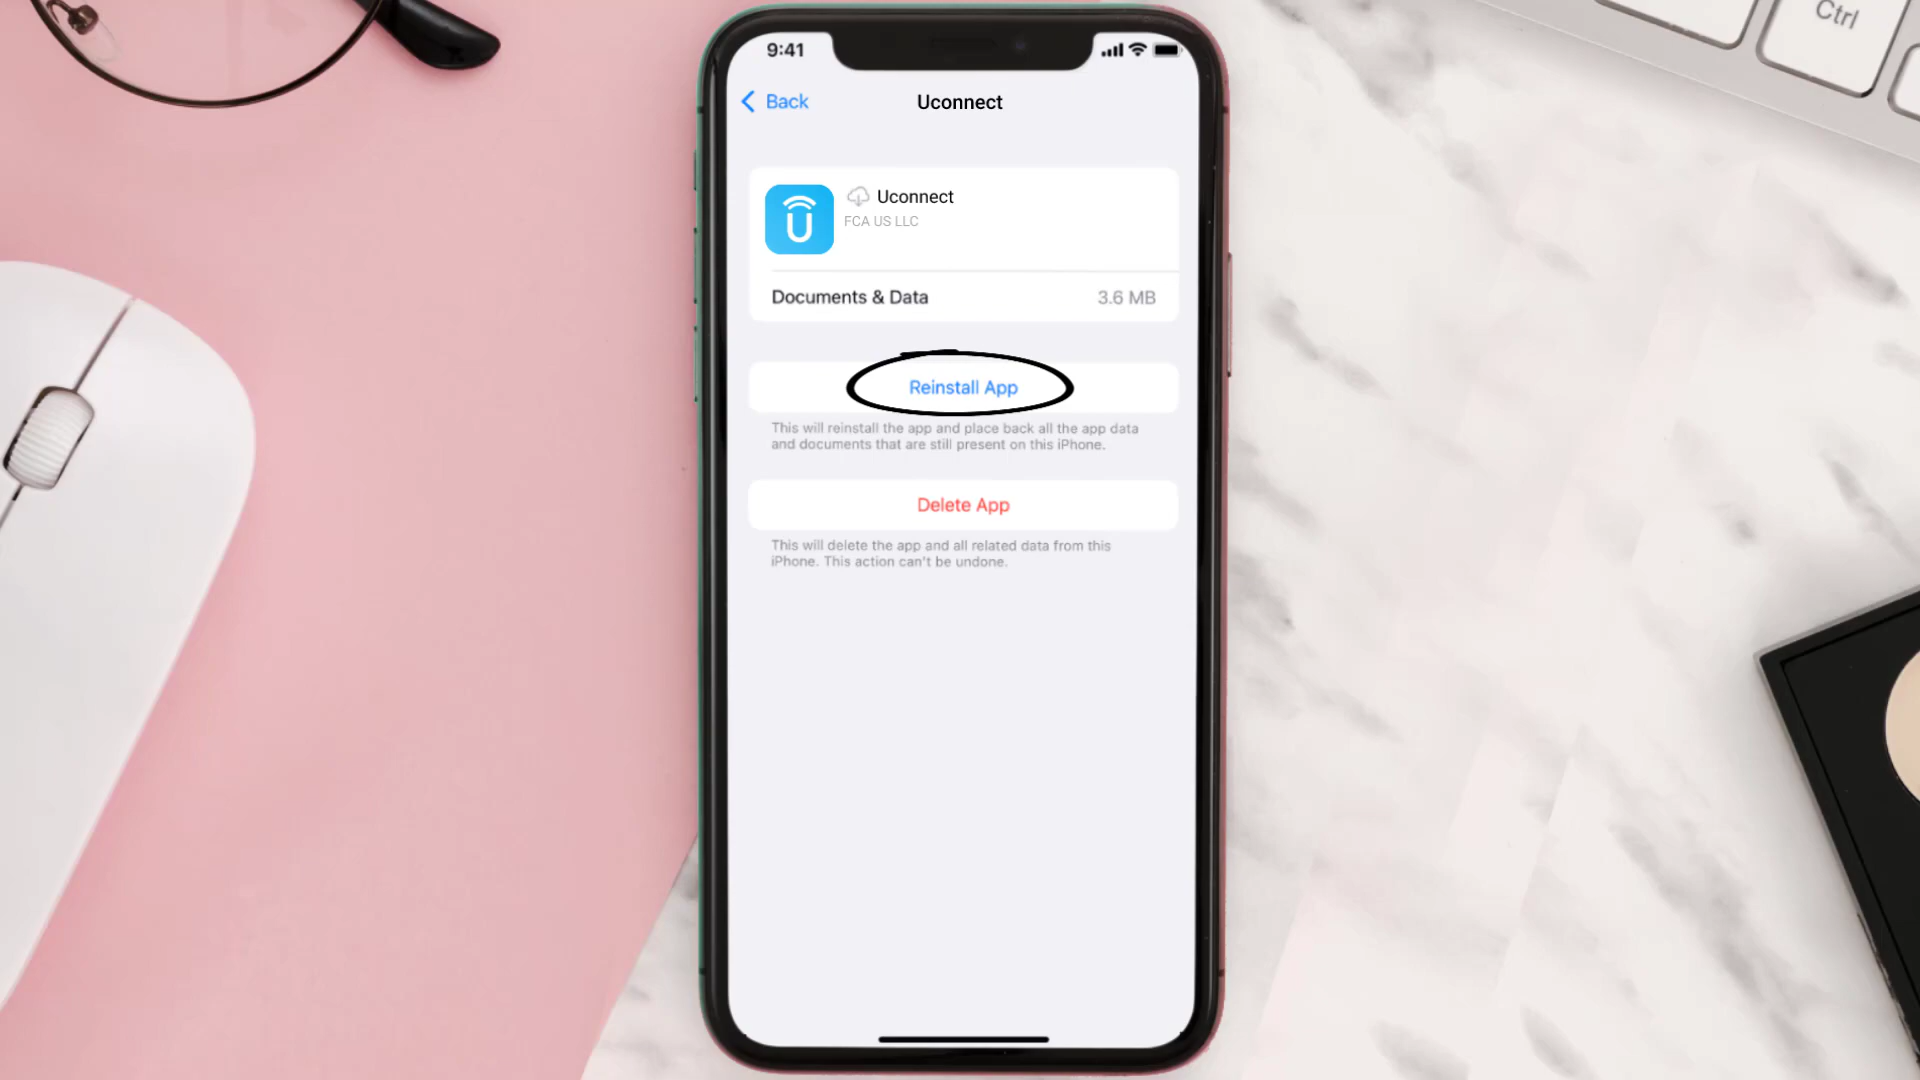 Ctrl
9:41
Back
Uconnect
U
Uconnect
FCA US LLC
Documents & Data
3.6 MB
Reinstall App
This will reinstall the app and place back all the app data
and documents that are still present on this iPhone.
Delete App
This will delete the app and all related data from this
iPhone. This action can't be undone.